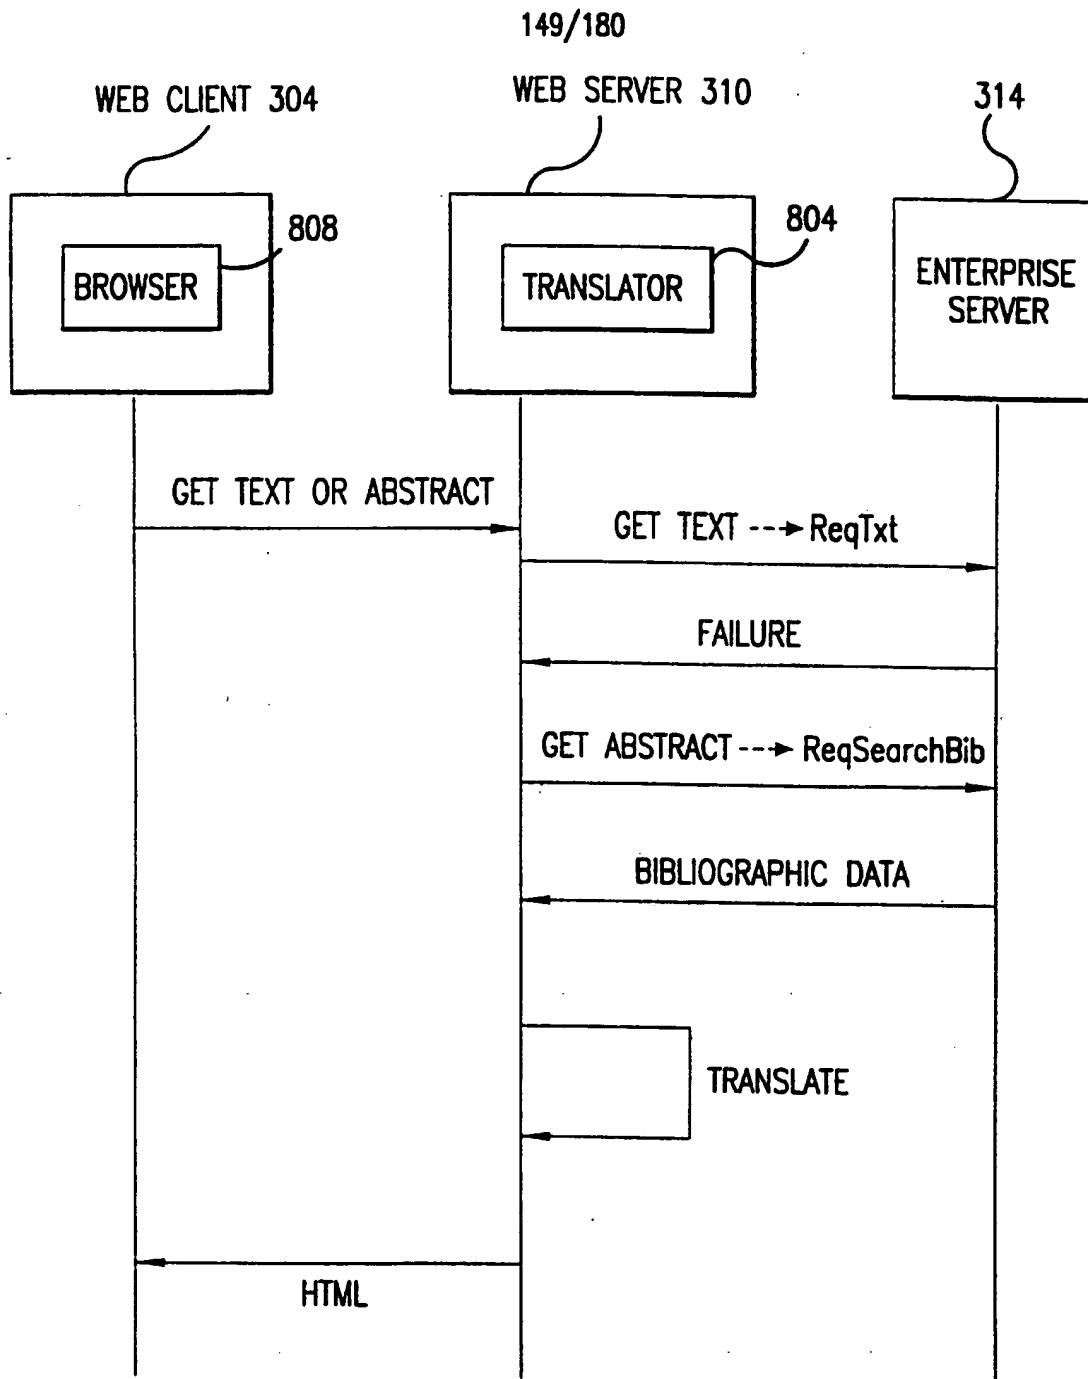 149/180
WEB CLIENT 304
WEB SERVER 310
314
808
804
BROWSER
TRANSLATOR
ENTERPRISE
SERVER
GET TEXT OR ABSTRACT
GET TEXT ---→ ReqTxt
FAILURE
GET ABSTRACT ---→ ReqSearchBib
BIBLIOGRAPHIC DATA
TRANSLATE
HTML